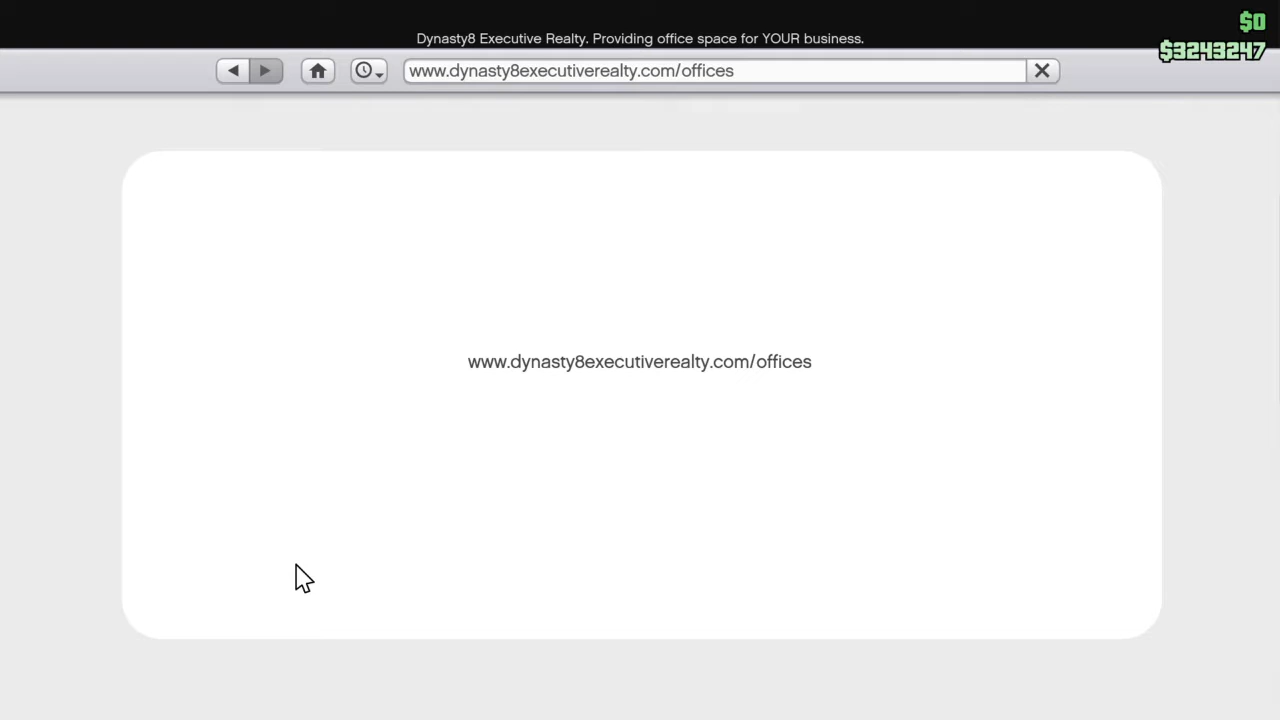 $0
Dynasty8 Executive Realty. Providing office space for YOUR business.
$3243247
www.dynasty8executiverealty.com/offices
www.dynasty8executiverealty.com/offices